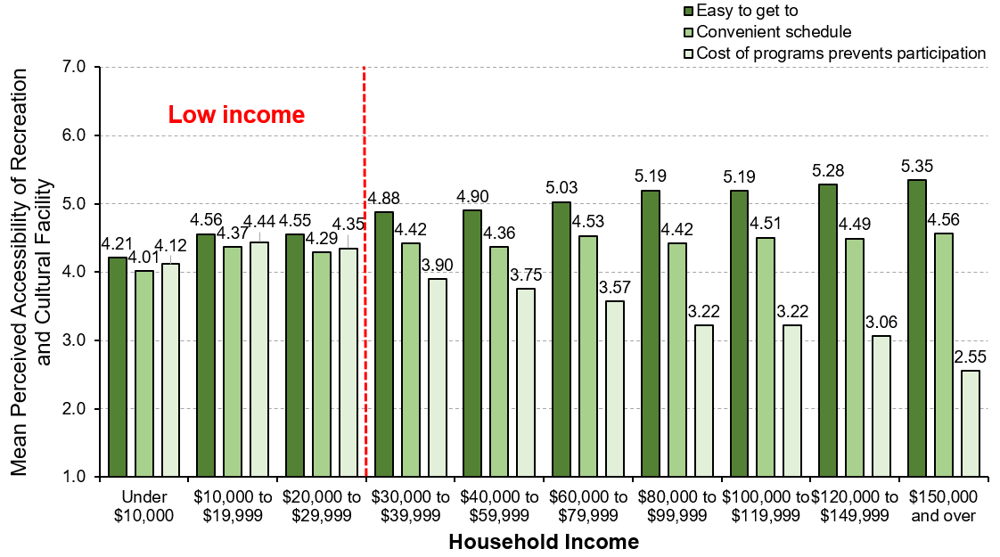 Easy to get to
Convenient schedule
Cost of programs prevents participation
Mean Perceived Accessibility of Recreation
and Cultural Facility
7.0
6.0
5.0
4.0
3.0
2.0
1.0
Low income
4.21 4.01 4.12
4.56 4.37 4.44
4.55 4.29 4.35
4.88 4.42 3.90
4.90 4.36 3.75
5.03 4.53 3.57
5.19 4.42 3.22
5.19 4.51 3.22
5.28 4.49 3.06
5.35 4.56 2.55
Under
$10,000
$10,000 to
$19,999
$20,000 to
$29,999
$30,000 to
$39,999
$40,000 to
$59,999
$60,000 to
$79,999
$80,000 to
$99,999
$100,000 to
$119,999
$120,000 to
$149,999
$150,000
and over
Household Income